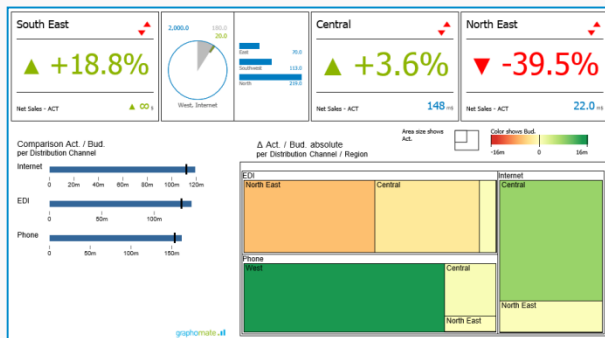 South East
+18.8%
Net Sales - ACT
▲ ∞
2,000.0
180.0
20.0
West, Internet
East
Southwest
113.0
North
219.0
Central
+3.6%
Net Sales - ACT
148
North East
-39.5%
Net Sales - ACT
22.0
Comparison Act. / Bud.
per Distribution Channel
Internet
0 20m 40m 60m 80m 100m 120m
EDI
0 50m 100m
Phone
0 50m 100m 150m
Δ Act. / Bud. absolute
per Distribution Channel / Region
Area size shows
Act.
Color shows Bud.
-16m 0 16m
EDI
North East
Central
Internet
Central
North East
Phone
West
Central
North East
graphomate